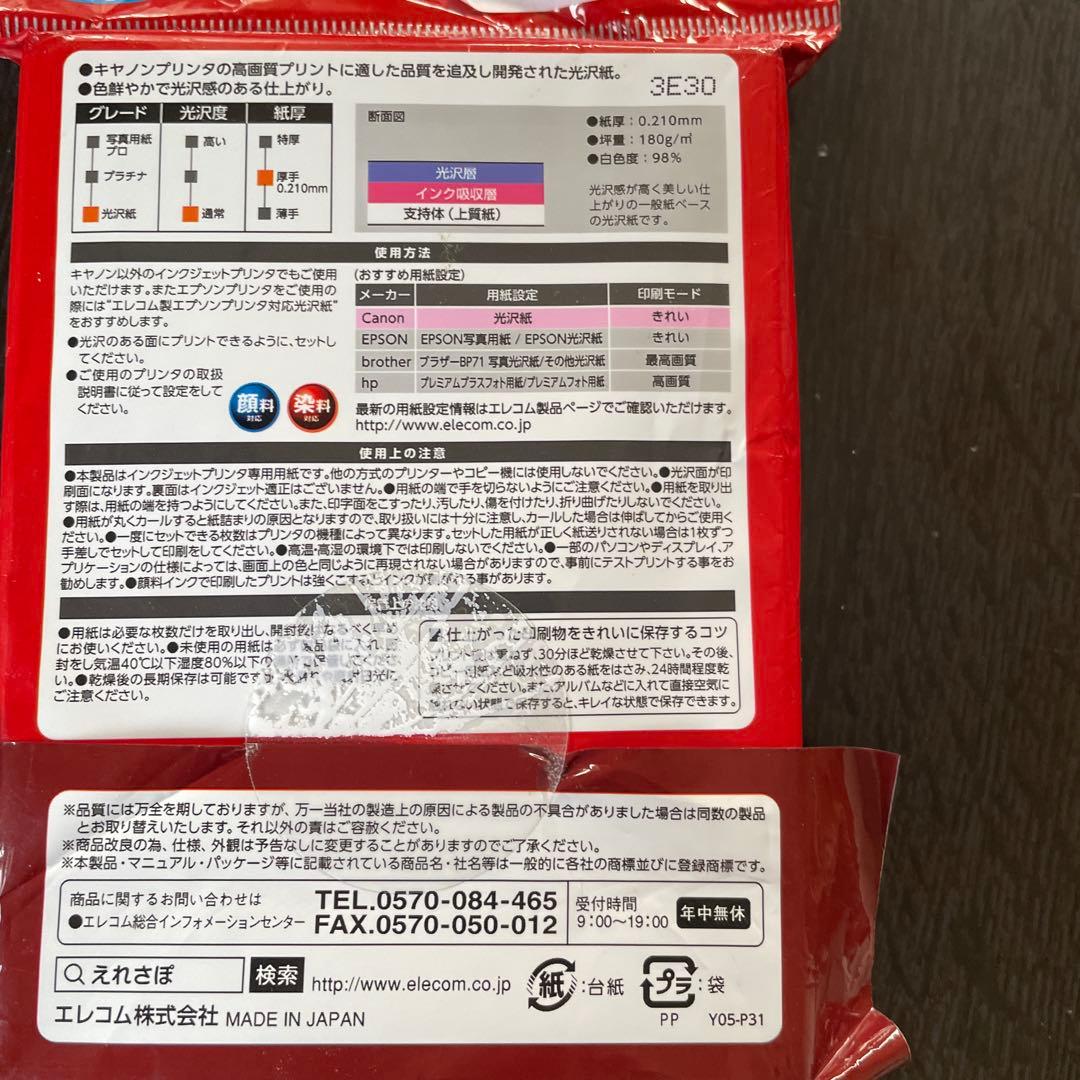 ●キヤノンプリンタの高画質プリントに適した品質を追及し開発された光沢紙。
●色鮮やかで光沢感のある仕上がり。
3E30
グレード 光沢度 紙厚
写真用紙プロ 高い 特厚
プラチナ 厚手 0.210mm
光沢紙 通常 薄手
断面図
光沢層
インク吸収層
支持体(上質紙)
●紙厚:0.210mm
●坪量:180g/㎡
●白色度:98%
光沢感が高く美しい仕
上がりの一般紙ベース
の光沢紙です。
使用方法
キヤノン以外のインクジェットプリンタでもご使用
いただけます。またエプソンプリンタをご使用の
際には"エレコム製エプソンプリンタ対応光沢紙"
をおすすめします。
●光沢のある面にプリントできるように、セットし
てください。
●ご使用のプリンタの取扱
説明書に従って設定をして
ください。
顔料対応
染料対応
(おすすめ用紙設定)
メーカー 用紙設定 印刷モード
Canon 光沢紙 きれい
EPSON EPSON写真用紙 / EPSON光沢紙 きれい
brother ブラザーBP71 写真光沢紙/その他光沢紙 最高画質
hp プレミアムプラスフォト用紙/プレミアムフォト用紙 高画質
最新の用紙設定情報はエレコム製品ページでご確認いただけます。
http://www.elecom.co.jp
使用上の注意
●本製品はインクジェットプリンタ専用用紙です。他の方式のプリンターやコピー機には使用しないでください。●光沢面が印
刷面になります。裏面はインクジェット適正はございません。●用紙の端で手を切らないようにご注意ください。●用紙を取り出
す際は、用紙の端を持つようにしてください。また、印字面をこすったり、汚したり、傷を付けたり、折り曲げたりしないでください。
●用紙が丸くカールすると紙詰まりの原因となりますので、取り扱いには十分に注意し、カールした場合は伸ばしてからご使用く
ださい。●一度にセットできる枚数はプリンタの機種によって異なります。セットした用紙が正しく紙送りされない場合は1枚ずつ
手差しでセットして印刷をしてください。●高温・高湿の環境下では印刷しないでください。●一部のパソコンやディスプレイ、ア
プリケーションの仕様によっては、画面上の色と同じように再現されない場合がありますので、事前にテストプリントする事をお
勧めします。●顔料インクで印刷したプリントは強くこするとインクが剥がれる事があります。
●用紙は必要な枚数だけを取り出し、開封後はなるべく早め
にお使いください。●未使用の用紙は必ず製品袋に入れ、
封をし気温40℃以下湿度80%以下の
い。●乾燥後の長期保存は可能です
ご注意ください。
仕上がった印刷物をきれいに保存するコツ
プリント後は重ねず、30分ほど乾燥させて下さい。その後、
コピー用紙など吸水性のある紙をはさみ、24時間程度乾
燥させてください。また、アルバムなどに入れて直接空気に
触れない状態で保存すると、キレイな状態で保存できます。
※品質には万全を期しておりますが、万一当社の製造上の原因による製品の不具合がありました場合は同数の製品
とお取り替えいたします。それ以外の責はご容赦ください。
※商品改良の為、仕様、外観は予告なしに変更することがありますのでご了承ください。
※本製品・マニュアル・パッケージ等に記載されている商品名・社名等は一般的に各社の商標並びに登録商標です。
商品に関するお問い合わせは
●エレコム総合インフォメーションセンター
TEL.0570-084-465
FAX.0570-050-012
受付時間
9:00~19:00
年中無休
えれさぽ 検索 http://www.elecom.co.jp
紙:台紙
プラ:袋
PP
エレコム株式会社 MADE IN JAPAN
Y05-P31